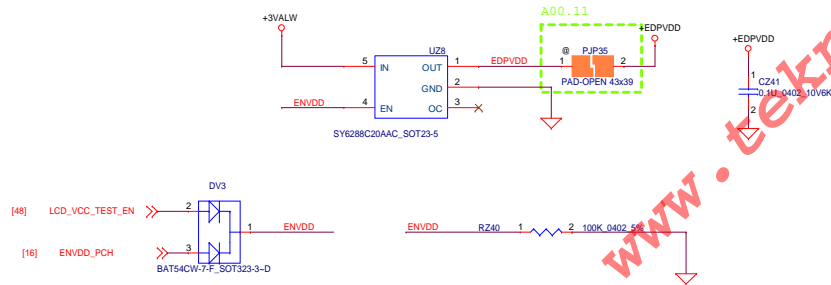 A00.11
+3VALW
+EDPVDD
+EDPVDD
UZ8
@
PJP35
5
IN
OUT
1
EDPVDD
1
2
GND
2
PAD-OPEN 43x39
ENVDD
4
EN
OC
3
SY6288C20AAC_SOT23-5
1
CZ41
0.1U_0402_10V6K
2
DV3
[48]
LCD_VCC_TEST_EN
2
1
ENVDD
ENVDD
RZ40
1
2
100K_0402_5%
[16]
ENVDD_PCH
3
BAT54CW-7-F_SOT323-3~D
www.tekn